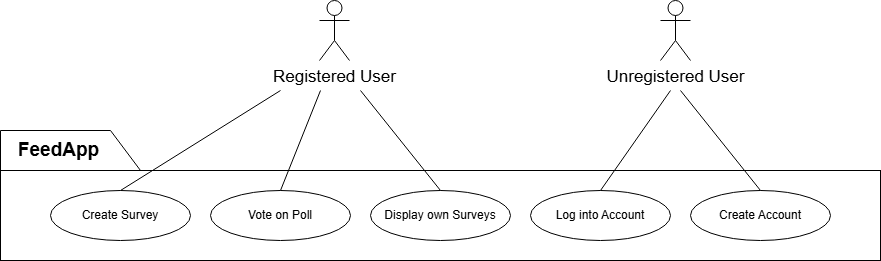 Registered User
Unregistered User
FeedApp
Create Survey
Vote on Poll
Display own Surveys
Log into Account
Create Account